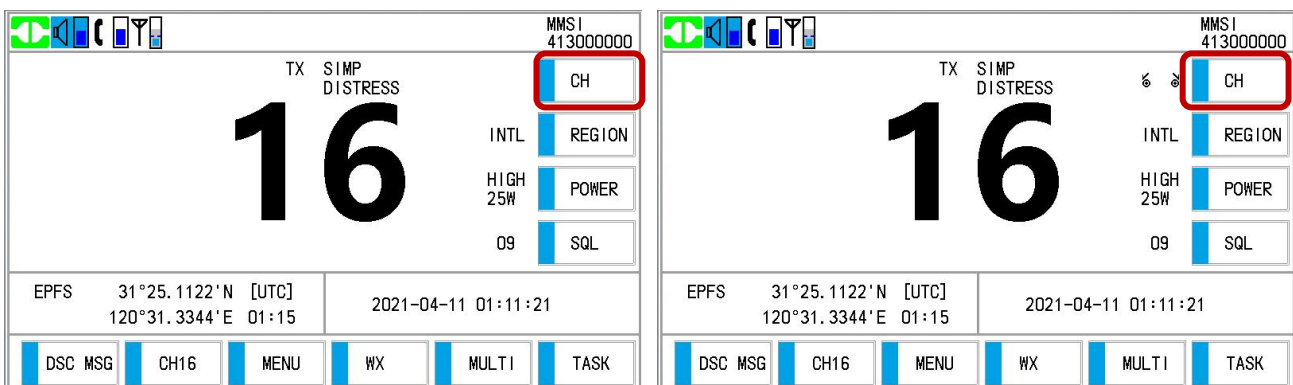 MMSI
413000000
TX SIMP
DISTRESS
CH
16
INTL REGION
HIGH
25W
POWER
09 SQL
EPFS 31°25.1122'N [UTC]
120°31.3344'E 01:15
2021-04-11 01:11:21
DSC MSG CH16 MENU WX MULTI TASK
MMSI
413000000
TX SIMP
DISTRESS
CH
16
INTL REGION
HIGH
25W
POWER
09 SQL
EPFS 31°25.1122'N [UTC]
120°31.3344'E 01:15
2021-04-11 01:11:21
DSC MSG CH16 MENU WX MULTI TASK